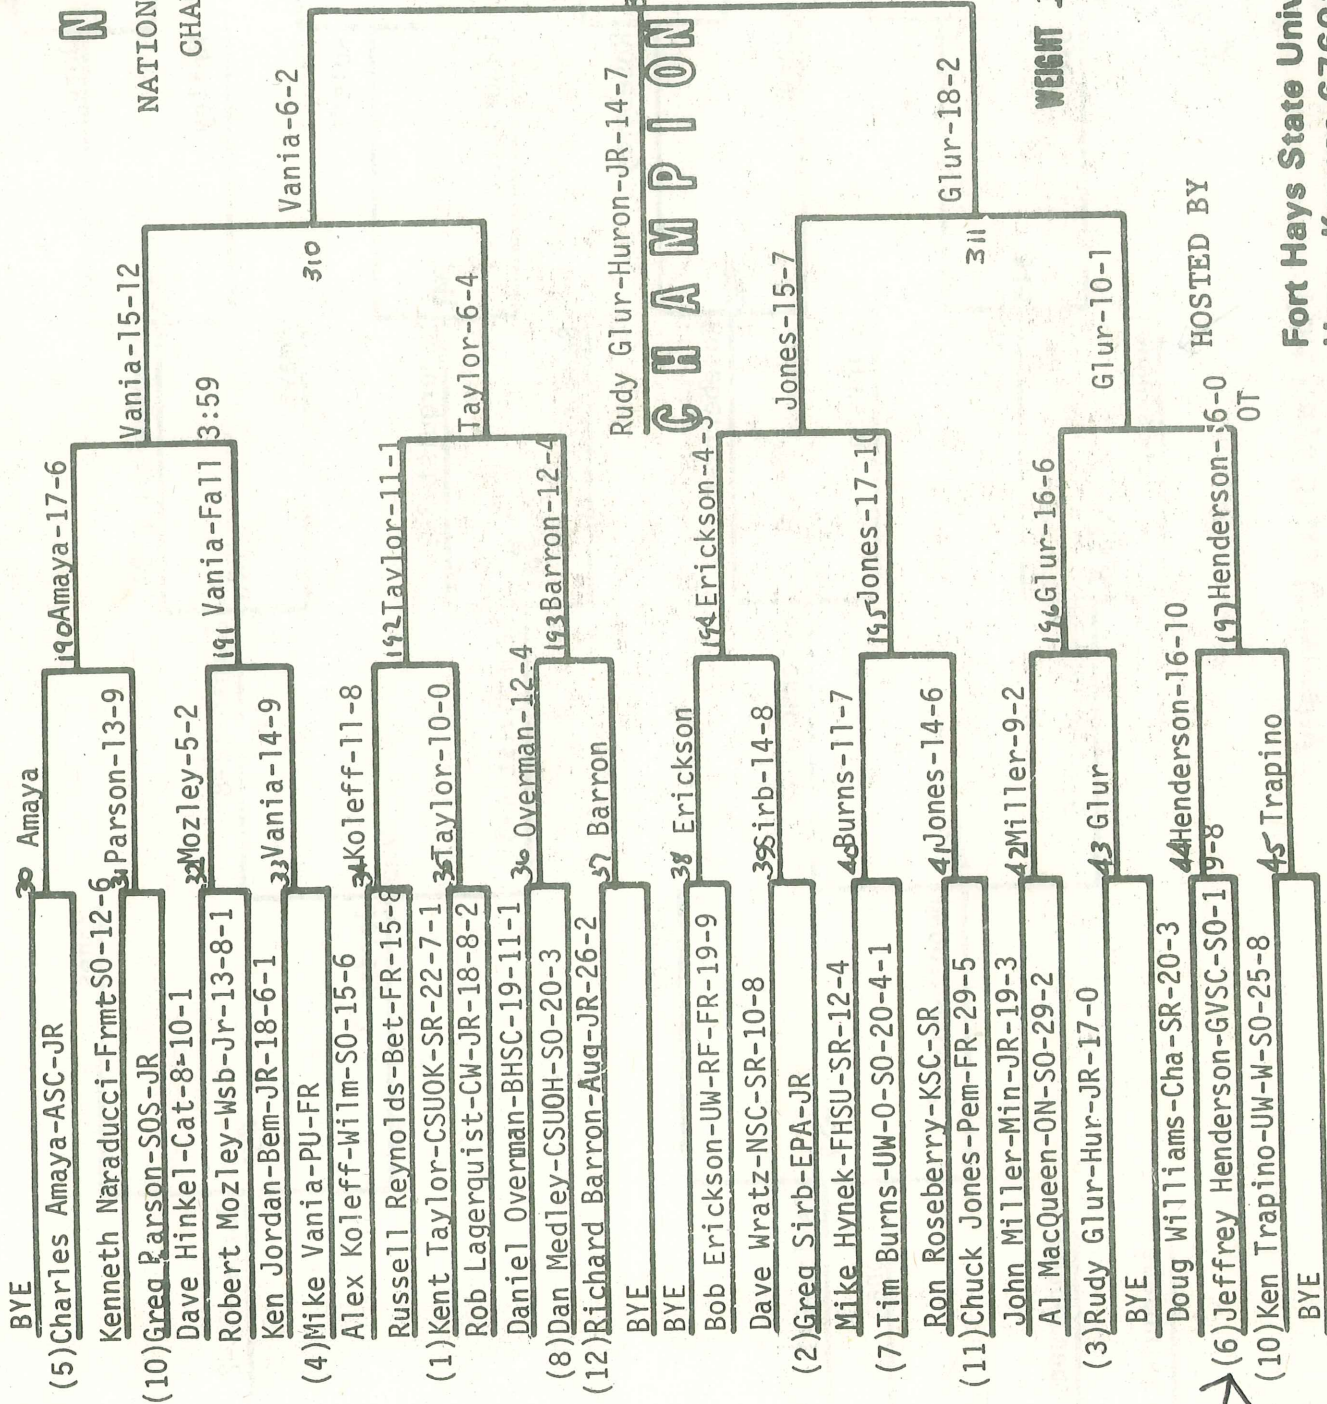 BYE
(5)Charles Amaya-ASC-JR
Kenneth Naraducci-FrmtSO-12-6
(10)Greg Parson-SOS-JR
Dave Hinkel-Cat-8-10-1
Robert Mozley-Wsb-Jr-13-8-1
Ken Jordan-Bem-JR-18-6-1
(4)Mike Vania-PU-FR
Alex Koleff-Wilm-SO-15-6
Russell Reynolds-Bet-FR-15-8
(1)Kent Taylor-CSUOK-SR-22-7-1
Rob Lagerquist-CW-JR-18-8-2
Daniel Overman-BHSC-19-11-1
(8)Dan Medley-CSUOH-SO-20-3
(12)Richard Barron-Aug-JR-26-2
BYE
BYE
Bob Erickson-UW-RF-FR-19-9
Dave Wratz-NSC-SR-10-8
(2)Greg Sirb-EPA-JR
Mike Hynek-FHSU-SR-12-4
(7)Tim Burns-UW-O-SO-20-4-1
Ron Roseberry-KSC-SR
(11)Chuck Jones-Pem-FR-29-5
John Miller-Min-JR-19-3
Al MacQueen-ON-SO-29-2
(3)Rudy Glur-Hur-JR-17-0
BYE
Doug Williams-Cha-SR-20-3
(6)Jeffrey Henderson-GVSC-SO-19-8
(10)Ken Trapino-UW-W-SO-25-8
BYE
30 Amaya
31 Parson-13-9
32 Mozley-5-2
33 Vania-14-9
34 Koleff-11-8
35 Taylor-10-0
36 Overman-12-4
37 Barron
38 Erickson
39 Sirb-14-8
40 Burns-11-7
41 Jones-14-6
42 Miller-9-2
43 Glur
44 Henderson-16-10
45 Trapino
190 Amaya-17-6
191 Vania-Fall 3:59
192 Taylor-11-1
193 Barron-12-4
194 Erickson-4-3
195 Jones-17-10
196 Glur-16-6
197 Henderson- 6-0
OT
Vania-15-12
Taylor-6-4
Jones-15-7
Glur-10-1
310
311
Vania-6-2
Glur-18-2
Rudy Glur-Huron-JR-14-7
CHAMPION
N
NATION
CHA
WEIGHT
HOSTED BY
Fort Hays State Univ